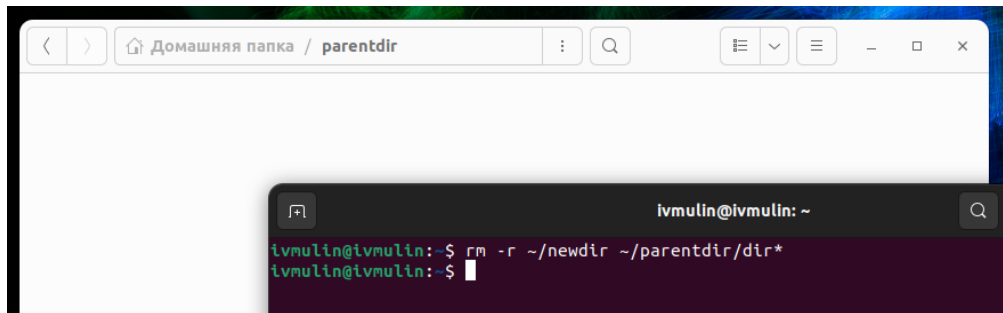 Домашняя папка / parentdir
ivmulin@ivmulin: ~
ivmulin@ivmulin:~$ rm -r ~/newdir ~/parentdir/dir*
ivmulin@ivmulin:~$